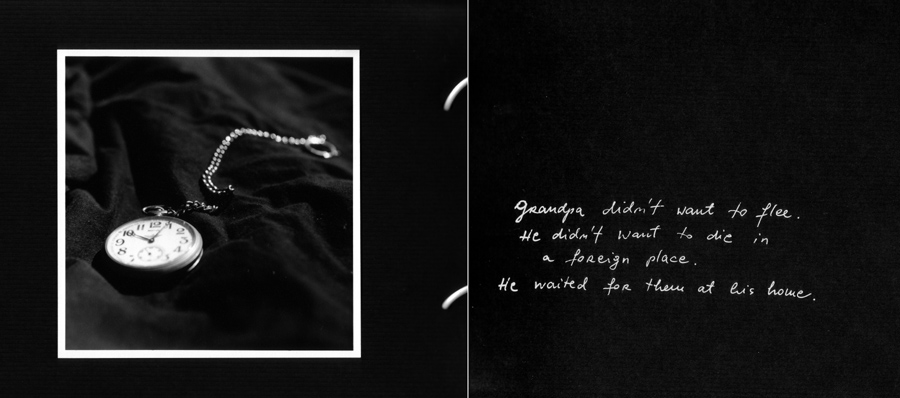 Grandpa didn't want to flee.
He didn't want to die in
a foreign place.
He waited for them at his home.